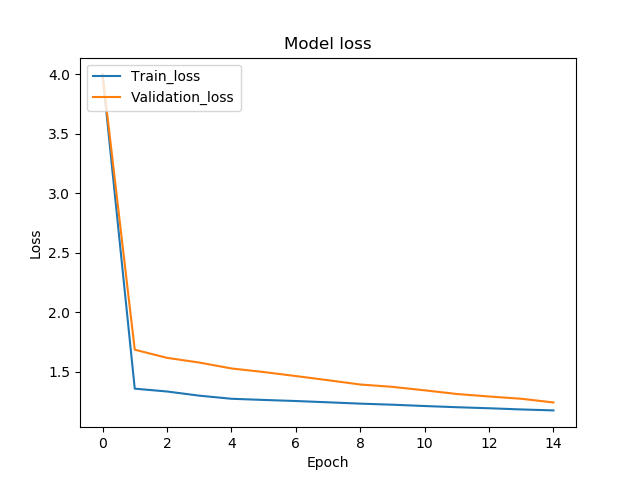 Model loss
Train_loss
Validation_loss
4.0
3.5
3.0
2.5
2.0
1.5
Loss
0 2 4 6 8 10 12 14
Epoch